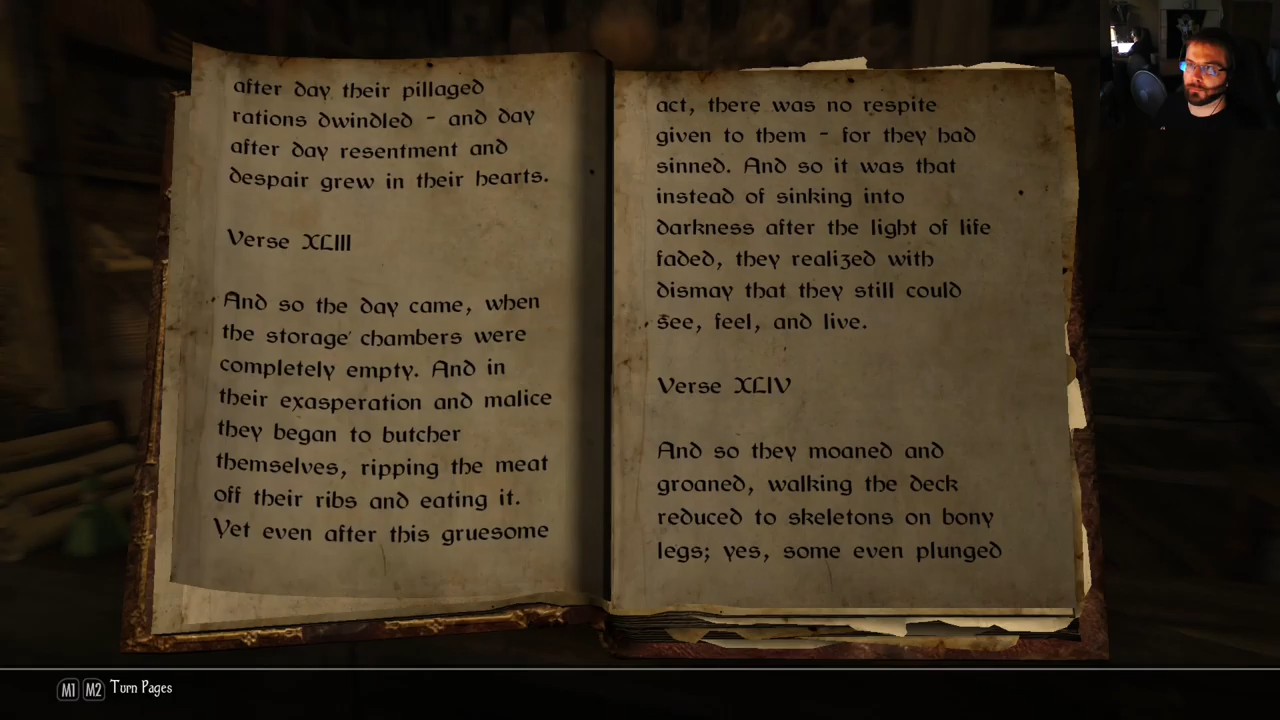 after day their pillaged
rations dwindled - and day
after day resentment and
despair grew in their hearts.
Verse XLIII
And so the day came, when
the storage chambers were
completely empty. And in
their exasperation and malice
they began to butcher
themselves, ripping the meat
off their ribs and eating it.
Yet even after this gruesome
act, there was no respite
given to them - for they had
sinned. And so it was that
instead of sinking into
darkness after the light of life
faded, they realized with
dismay that they still could
see, feel, and live.
Verse XLIV
And so they moaned and
groaned, walking the deck
reduced to skeletons on bony
legs; yes, some even plunged
M1 M2 Turn Pages